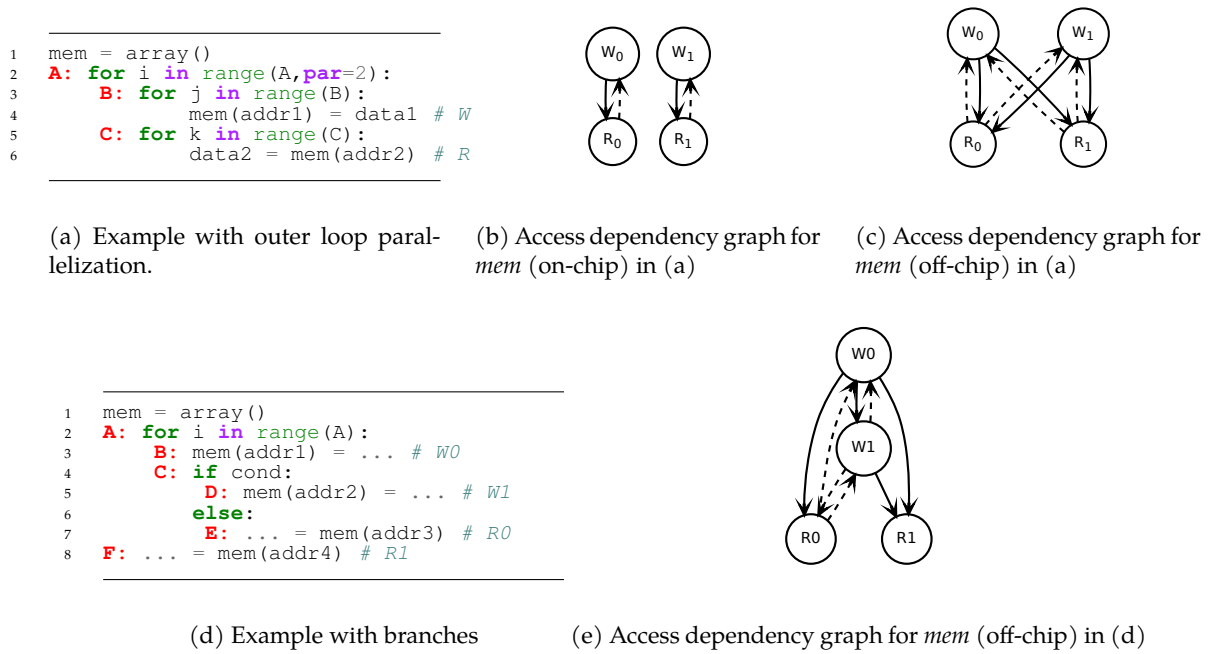 1 mem = array()
2 A: for i in range(A,par=2):
3 B: for j in range(B):
4 mem(addr1) = data1 # W
5 C: for k in range(C):
6 data2 = mem(addr2) # R
(a) Example with outer loop paral-
lelization.
W0 W1
R0 R1
(b) Access dependency graph for
mem (on-chip) in (a)
W0 W1
R0 R1
(c) Access dependency graph for
mem (off-chip) in (a)
1 mem = array()
2 A: for i in range(A):
3 B: mem(addr1) = ... # W0
4 C: if cond:
5 D: mem(addr2) = ... # W1
6 else:
7 E: ... = mem(addr3) # R0
8 F: ... = mem(addr4) # R1
(d) Example with branches
W0
W1
R0 R1
(e) Access dependency graph for mem (off-chip) in (d)